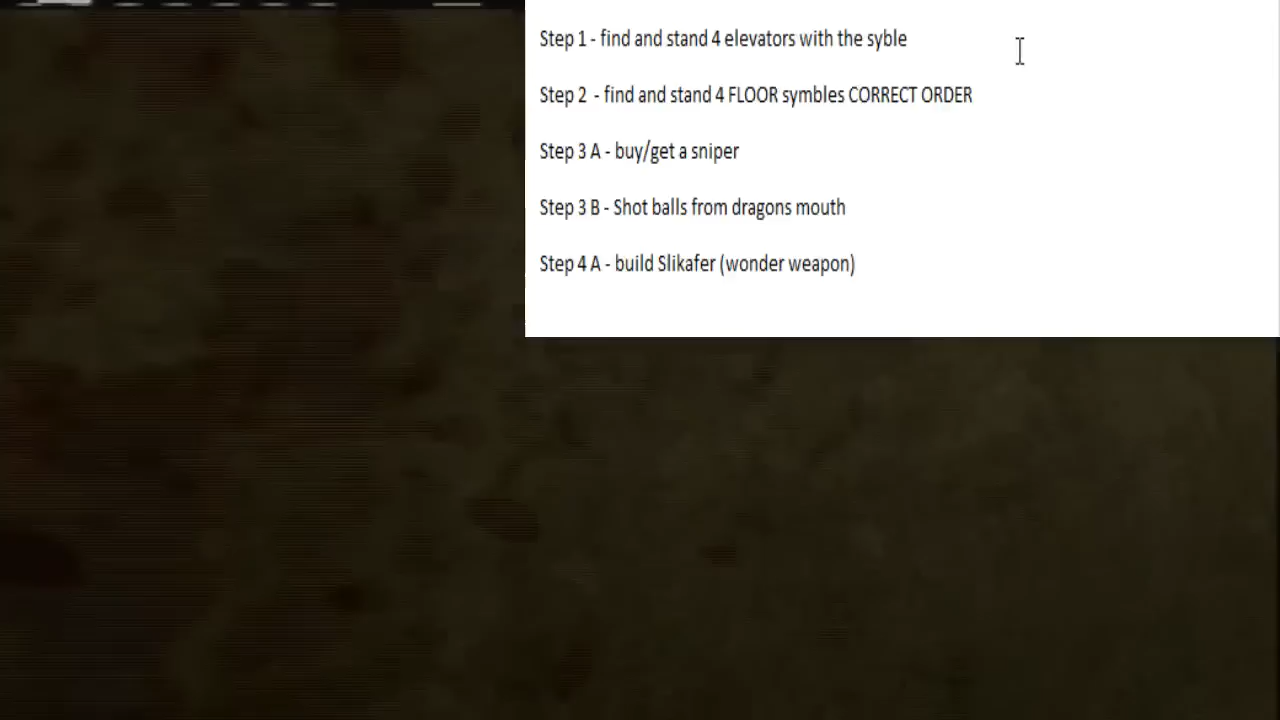 Step 1 - find and stand 4 elevators with the syble
Step 2 - find and stand 4 FLOOR symbles CORRECT ORDER
Step 3 A - buy/get a sniper
Step 3 B - Shot balls from dragons mouth
Step 4 A - build Slikafer (wonder weapon)